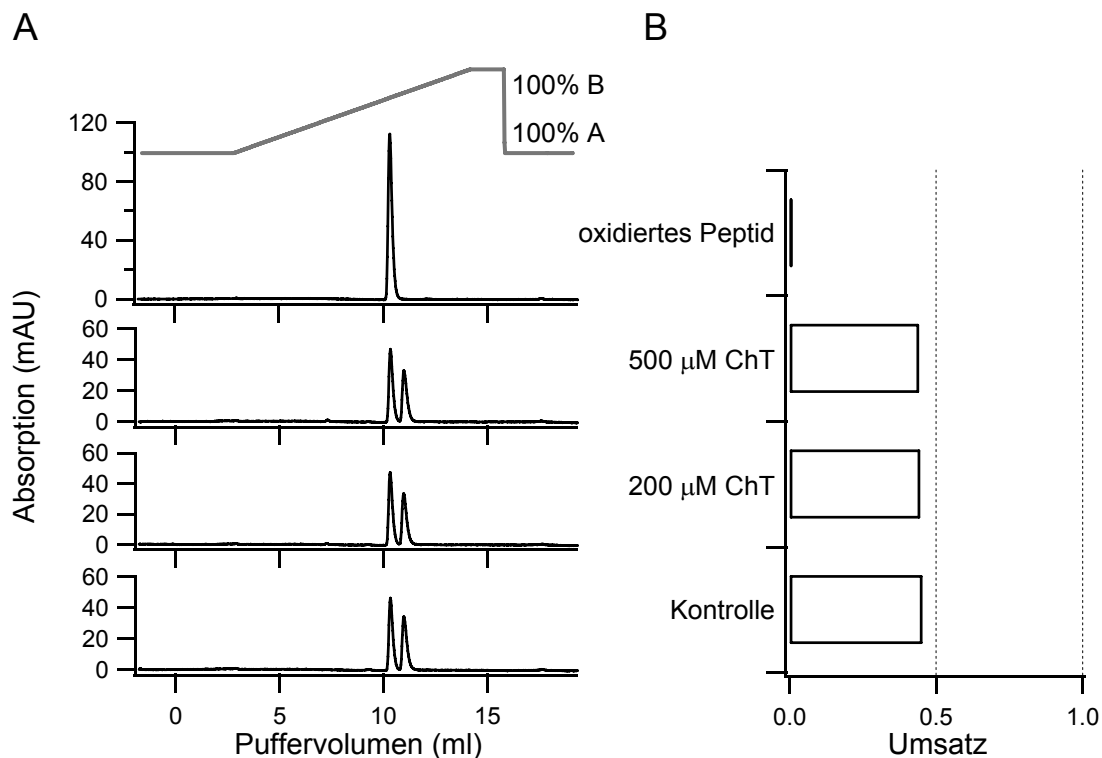 A
B
100% B
100% A
120
80
40
0
60
40
20
0
60
40
20
0
60
40
20
0
Absorption (mAU)
0 5 10 15
Puffervolumen (ml)
oxidiertes Peptid
500 μM ChT
200 μM ChT
Kontrolle
0.0 0.5 1.0
Umsatz